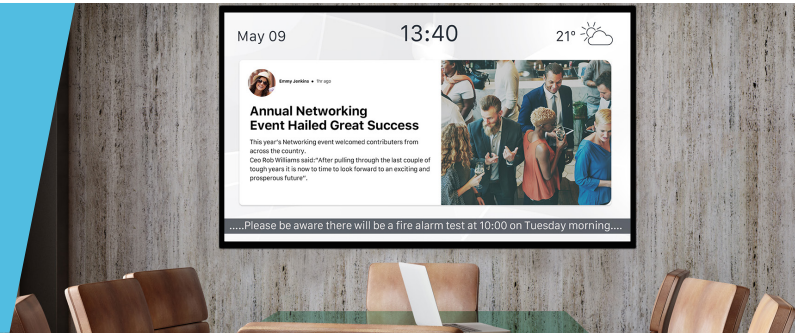 May 09
13:40
21°
Emmy Jenkins • 1hr ago
Annual Networking
Event Hailed Great Success
This year's Networking event welcomed contributers from
across the country.
Ceo Rob Williams said:"After pulling through the last couple of
tough years it is now to time to look forward to an exciting and
prosperous future".
.....Please be aware there will be a fire alarm test at 10:00 on Tuesday morning....